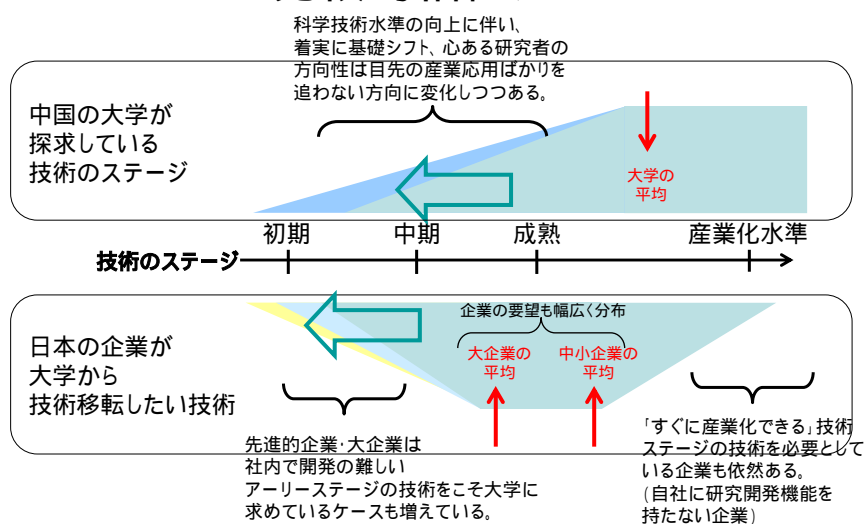 科学技術水準の向上に伴い、
着実に基礎シフト、心ある研究者の
方向性は目先の産業応用ばかりを
追わない方向に変化しつつある。
中国の大学が
探求している
技術のステージ
大学の
平均
初期
中期
成熟
産業化水準
技術のステージ
企業の要望も幅広く分布
日本の企業が
大学から
技術移転したい技術
大企業の
平均
中小企業の
平均
先進的企業・大企業は
社内で開発の難しい
アーリーステージの技術をこそ大学に
求めているケースも増えている。
「すぐに産業化できる」技術
ステージの技術を必要として
いる企業も依然ある。
(自社に研究開発機能を
持たない企業)